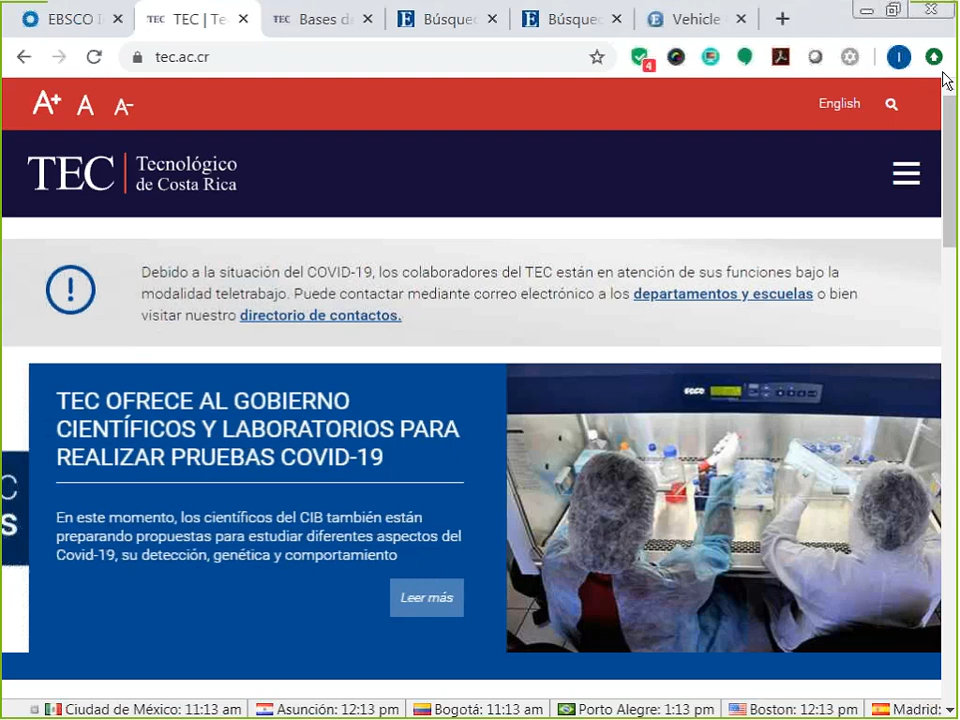 EBSCO
TEC | Te
Bases d
Búsque
Búsque
Vehicle
tec.ac.cr
4
I
A+ A A-
English
TEC | Tecnológico
de Costa Rica
Debido a la situación del COVID-19, los colaboradores del TEC están en atención de sus funciones bajo la
modalidad teletrabajo. Puede contactar mediante correo electrónico a los departamentos y escuelas o bien
visitar nuestro directorio de contactos.
C
S
TEC OFRECE AL GOBIERNO
CIENTÍFICOS Y LABORATORIOS PARA
REALIZAR PRUEBAS COVID-19
En este momento, los científicos del CIB también están
preparando propuestas para estudiar diferentes aspectos del
Covid-19, su detección, genética y comportamiento
Leer más
esco
Ciudad de México: 11:13 am Asunción: 12:13 pm Bogotá: 11:13 am Porto Alegre: 1:13 pm Boston: 12:13 pm Madrid: